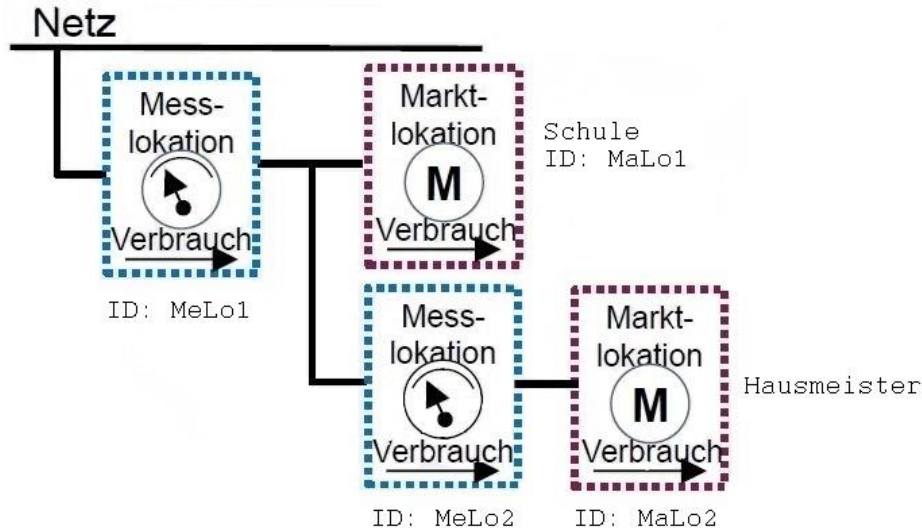 Netz
Mess-
lokation
Verbrauch
ID: MeLo1
Markt-
lokation
M
Verbrauch
Schule
ID: MaLo1
Mess-
lokation
Verbrauch
ID: MeLo2
Markt-
lokation
M
Verbrauch
Hausmeister
ID: MaLo2